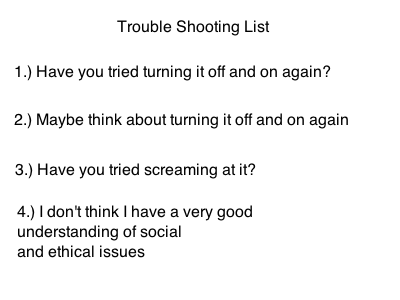 Trouble Shooting List
1.) Have you tried turning it off and on again?
2.) Maybe think about turning it off and on again
3.) Have you tried screaming at it?
4.) I don't think I have a very good
understanding of social
and ethical issues